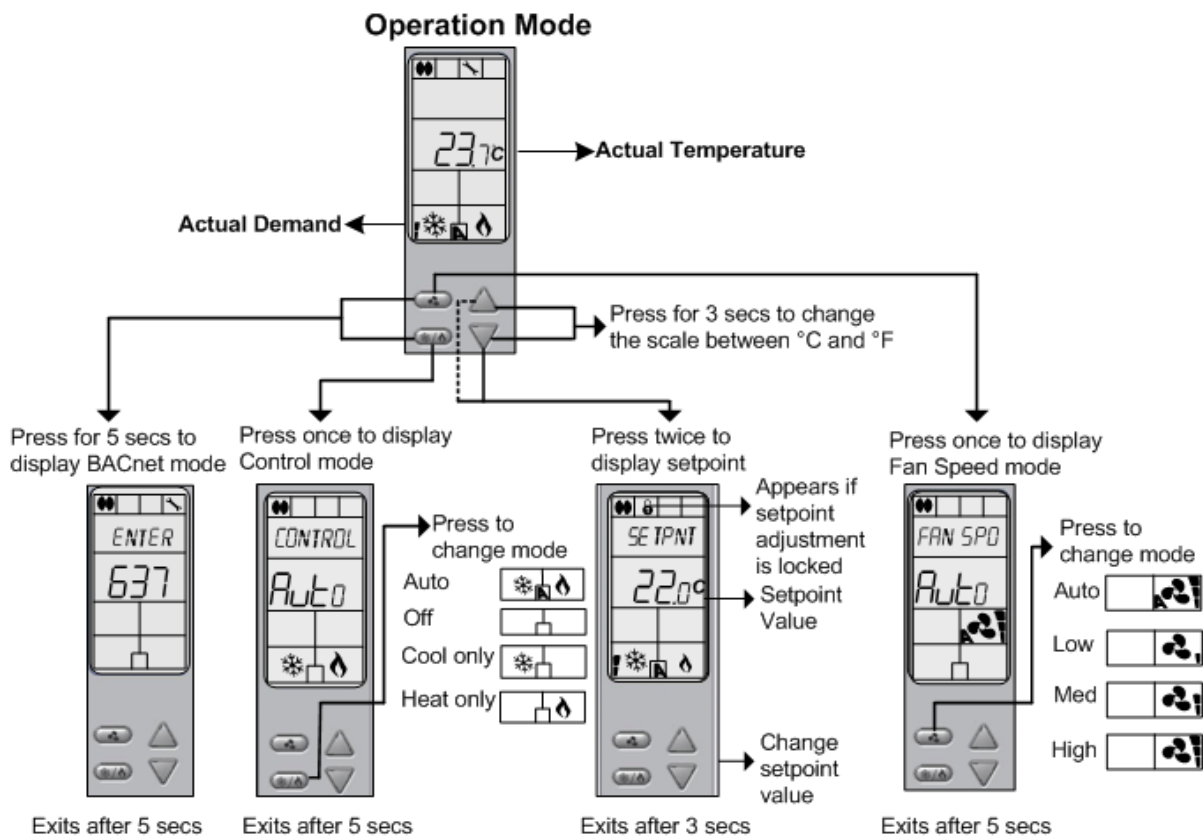 Operation Mode
23.7°C
Actual Temperature
Actual Demand
A
Press for 3 secs to change
the scale between °C and °F
Press for 5 secs to
display BACnet mode
ENTER
637
Exits after 5 secs
Press once to display
Control mode
CONTROL
Auto
Press to
change mode
Auto
A
Off
Cool only
Heat only
Exits after 5 secs
Press twice to
display setpoint
SETPNT
22.0°C
A
Appears if
setpoint
adjustment
is locked
Setpoint
Value
Change
setpoint
value
Exits after 3 secs
Press once to display
Fan Speed mode
FAN SPD
Auto
A
Press to
change mode
Auto
A
Low
Med
High
Exits after 5 secs